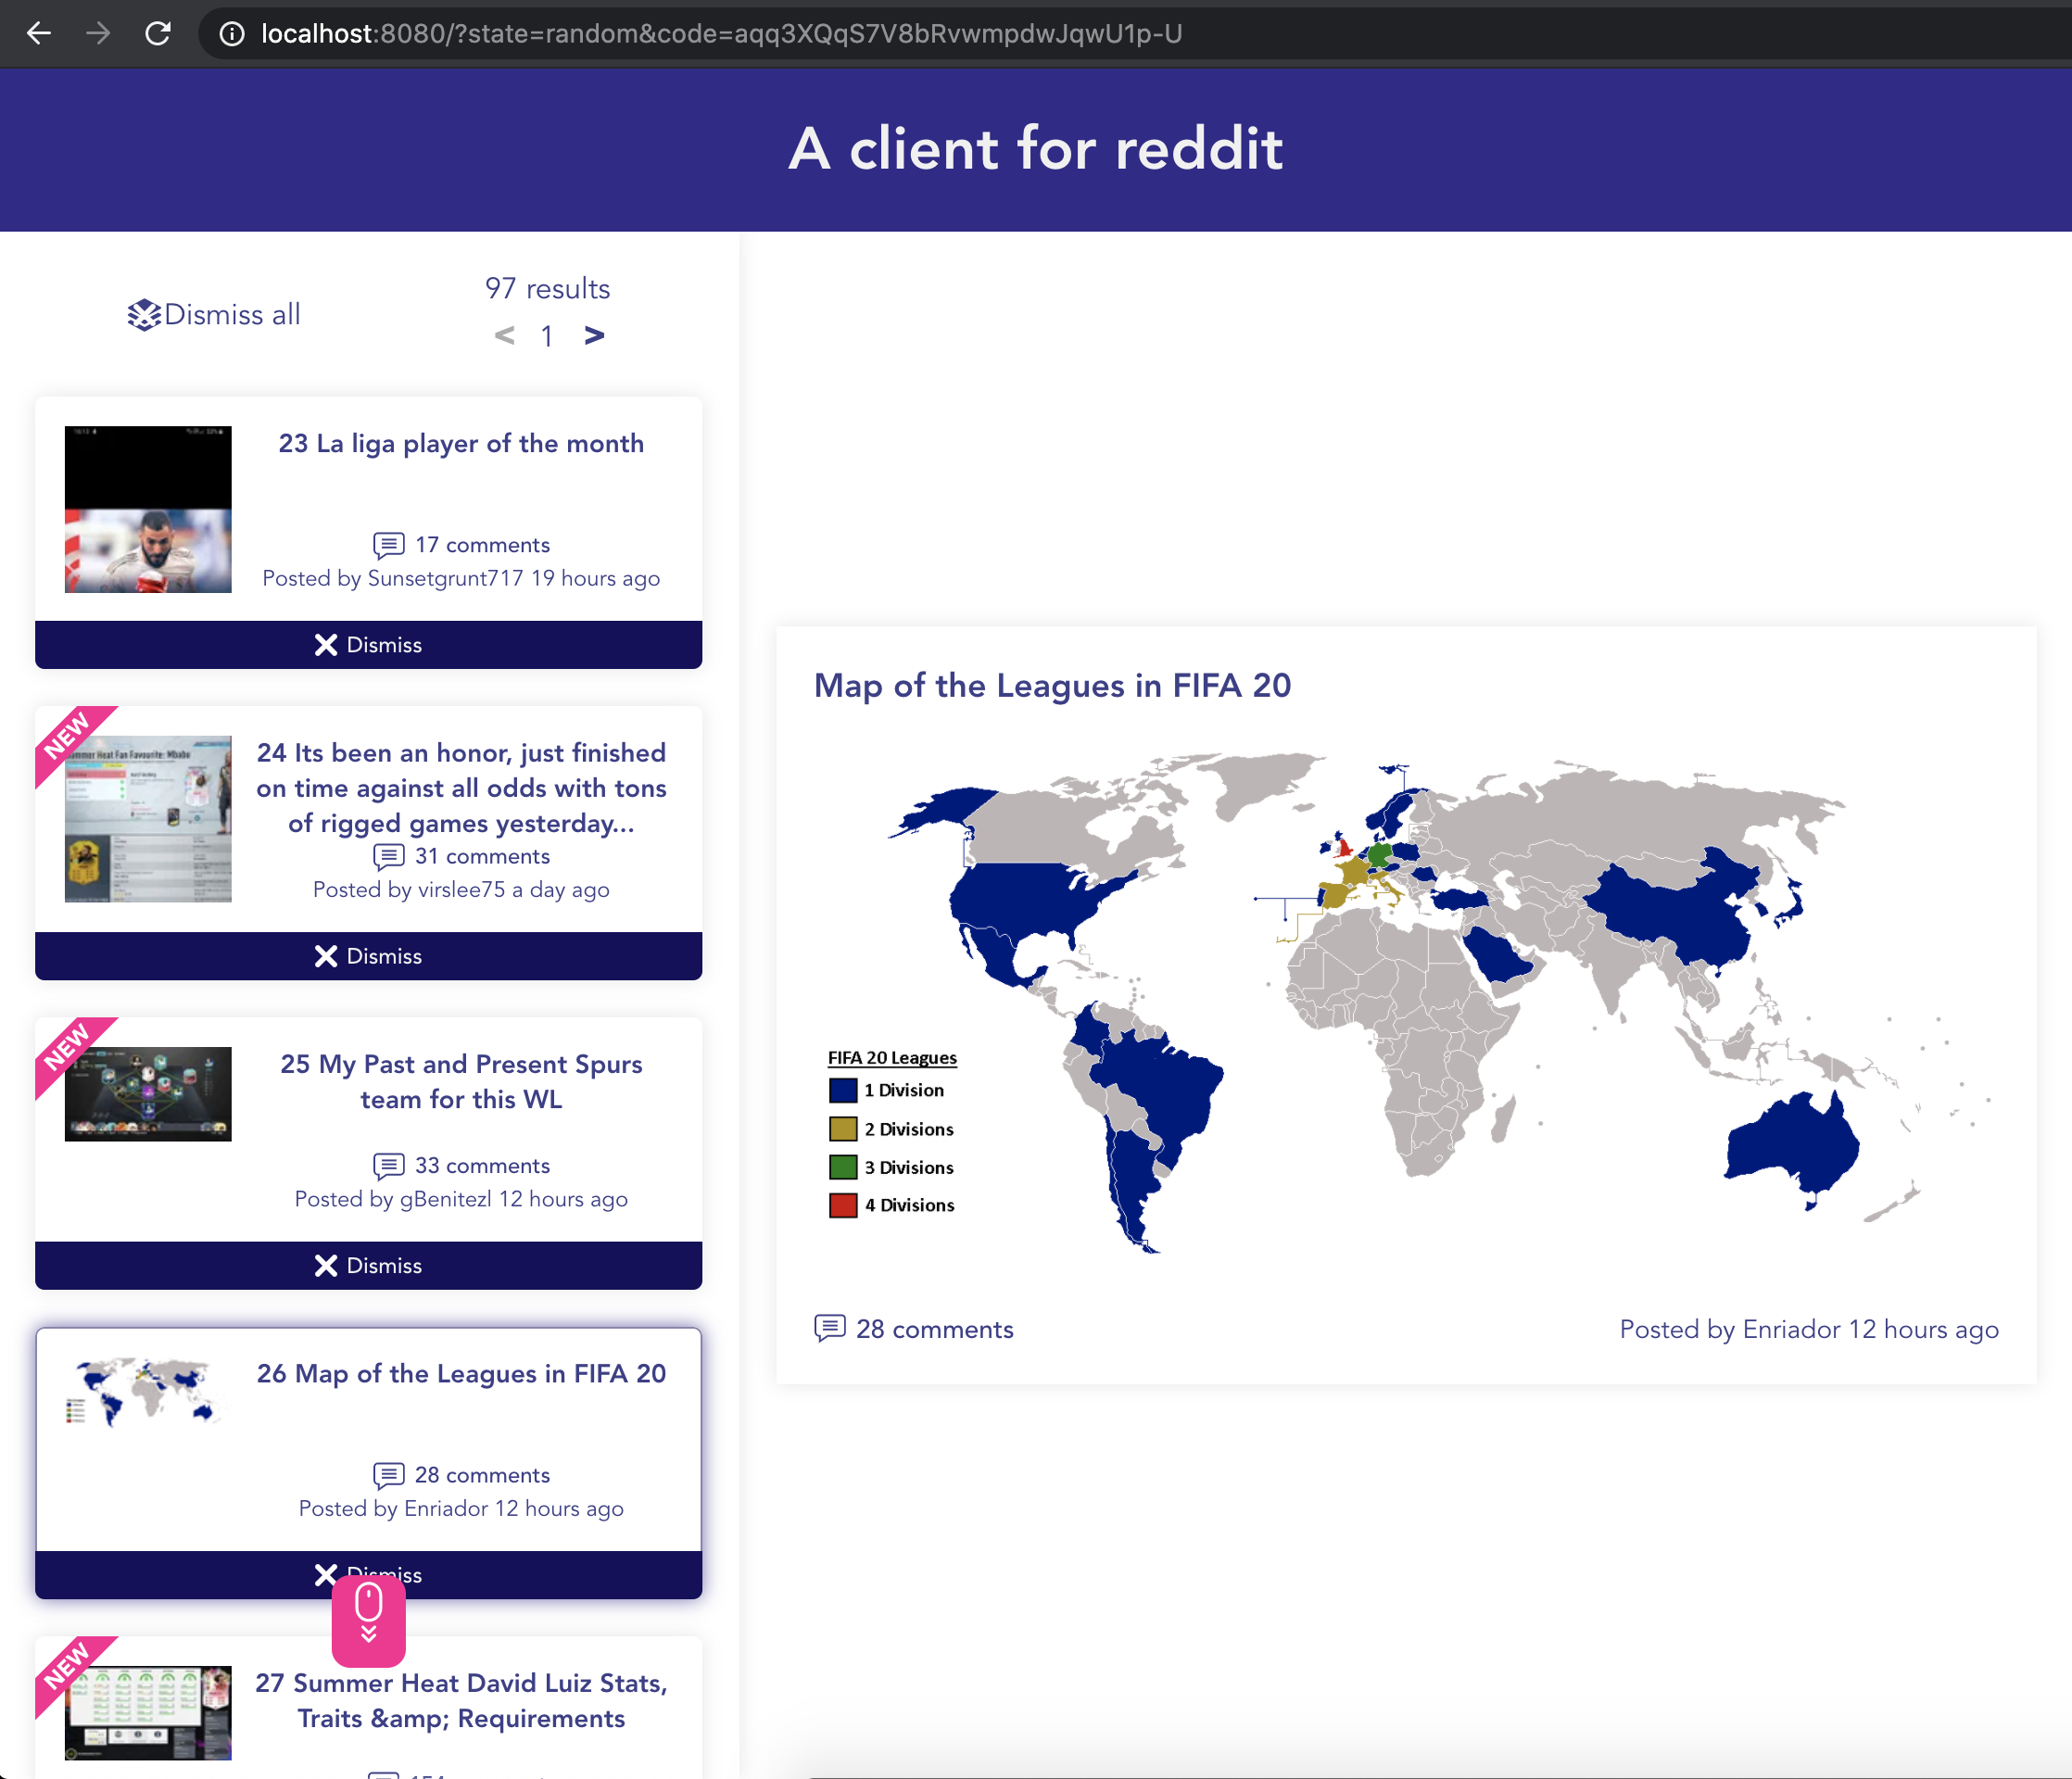 localhost:8080/?state=random&code=aqq3XQqS7V8bRvwmpdwJqwU1p-U
A client for reddit
Dismiss all
97 results
< 1 >
23 La liga player of the month
17 comments
Posted by Sunsetgrunt717 19 hours ago
Dismiss
NEW
24 Its been an honor, just finished
on time against all odds with tons
of rigged games yesterday...
31 comments
Posted by virslee75 a day ago
Dismiss
NEW
25 My Past and Present Spurs
team for this WL
33 comments
Posted by gBenitezl 12 hours ago
Dismiss
26 Map of the Leagues in FIFA 20
28 comments
Posted by Enriador 12 hours ago
Dismiss
NEW
27 Summer Heat David Luiz Stats,
Traits &amp; Requirements
Map of the Leagues in FIFA 20
FIFA 20 Leagues
1 Division
2 Divisions
3 Divisions
4 Divisions
28 comments
Posted by Enriador 12 hours ago